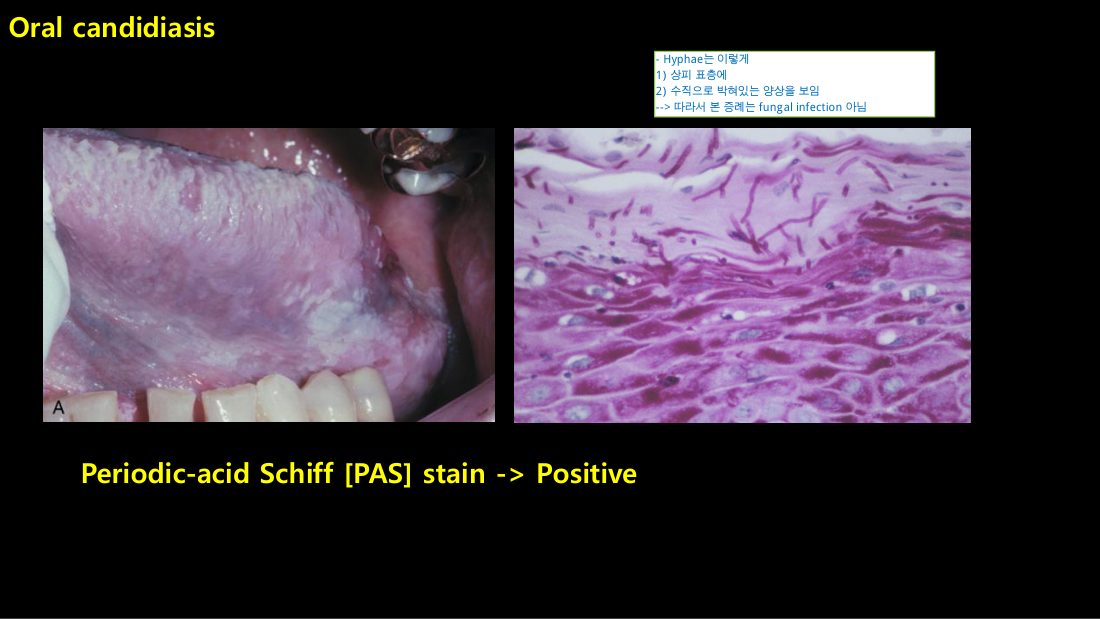 Oral candidiasis
- Hyphae는 이렇게
1) 상피 표층에
2) 수직으로 박혀있는 양상을 보임
--> 따라서 본 증례는 fungal infection 아님
A
Periodic-acid Schiff [PAS] stain -> Positive